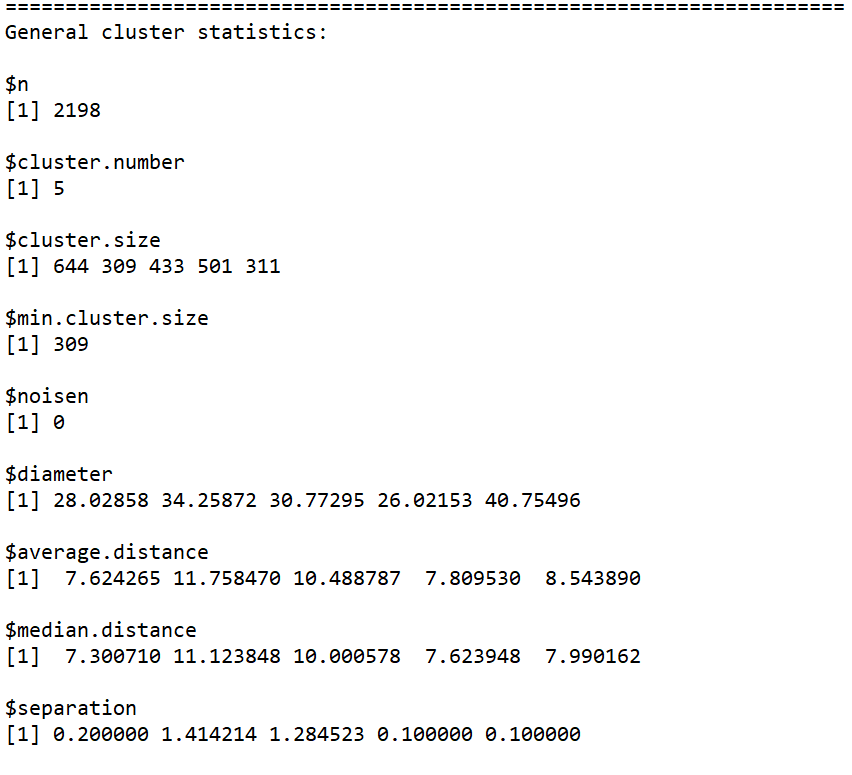 ======================================================================
General cluster statistics:
$n
[1] 2198
$cluster.number
[1] 5
$cluster.size
[1] 644 309 433 501 311
$min.cluster.size
[1] 309
$noisen
[1] 0
$diameter
[1] 28.02858 34.25872 30.77295 26.02153 40.75496
$average.distance
[1]  7.624265 11.758470 10.488787  7.809530  8.543890
$median.distance
[1]  7.300710 11.123848 10.000578  7.623948  7.990162
$separation
[1] 0.200000 1.414214 1.284523 0.100000 0.100000